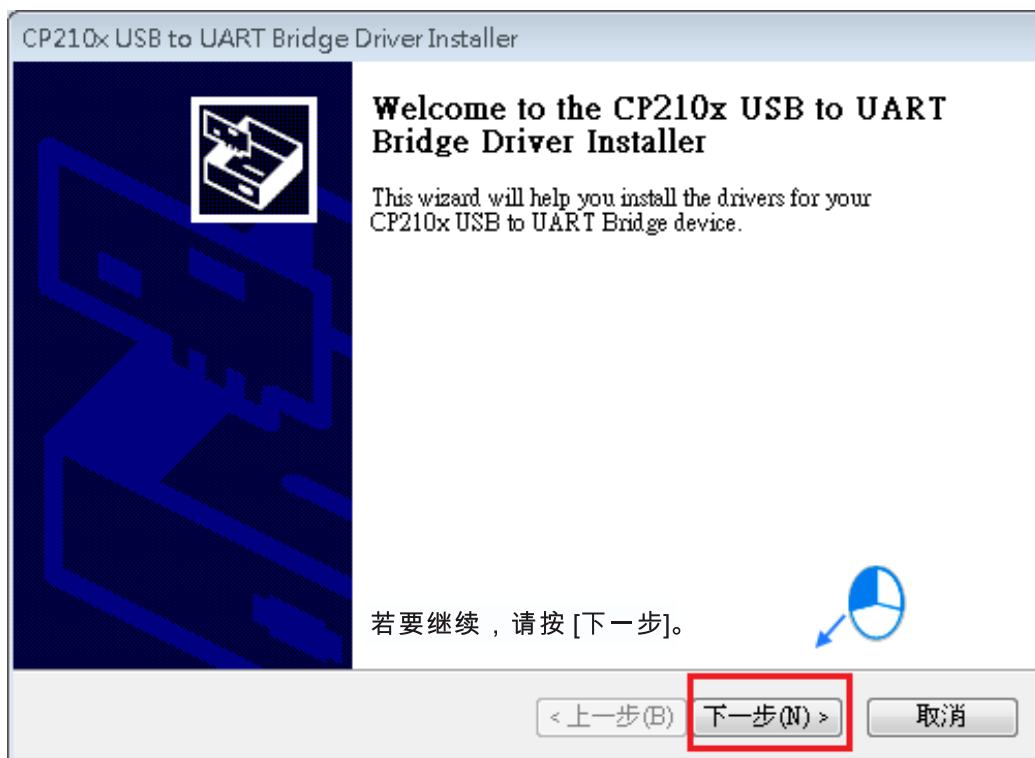 CP210x USB to UART Bridge Driver Installer
Welcome to the CP210x USB to UART
Bridge Driver Installer
This wizard will help you install the drivers for your
CP210x USB to UART Bridge device.
若要继续，请按 [下一步]。
< 上一步(B)
下一步(N) >
取消